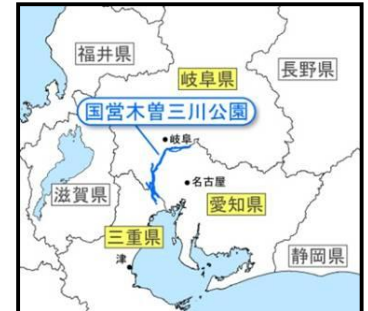 福井県
長野県
岐阜県
国営木曽三川公園
岐阜
名古屋
滋賀県
愛知県
三重県
津
静岡県